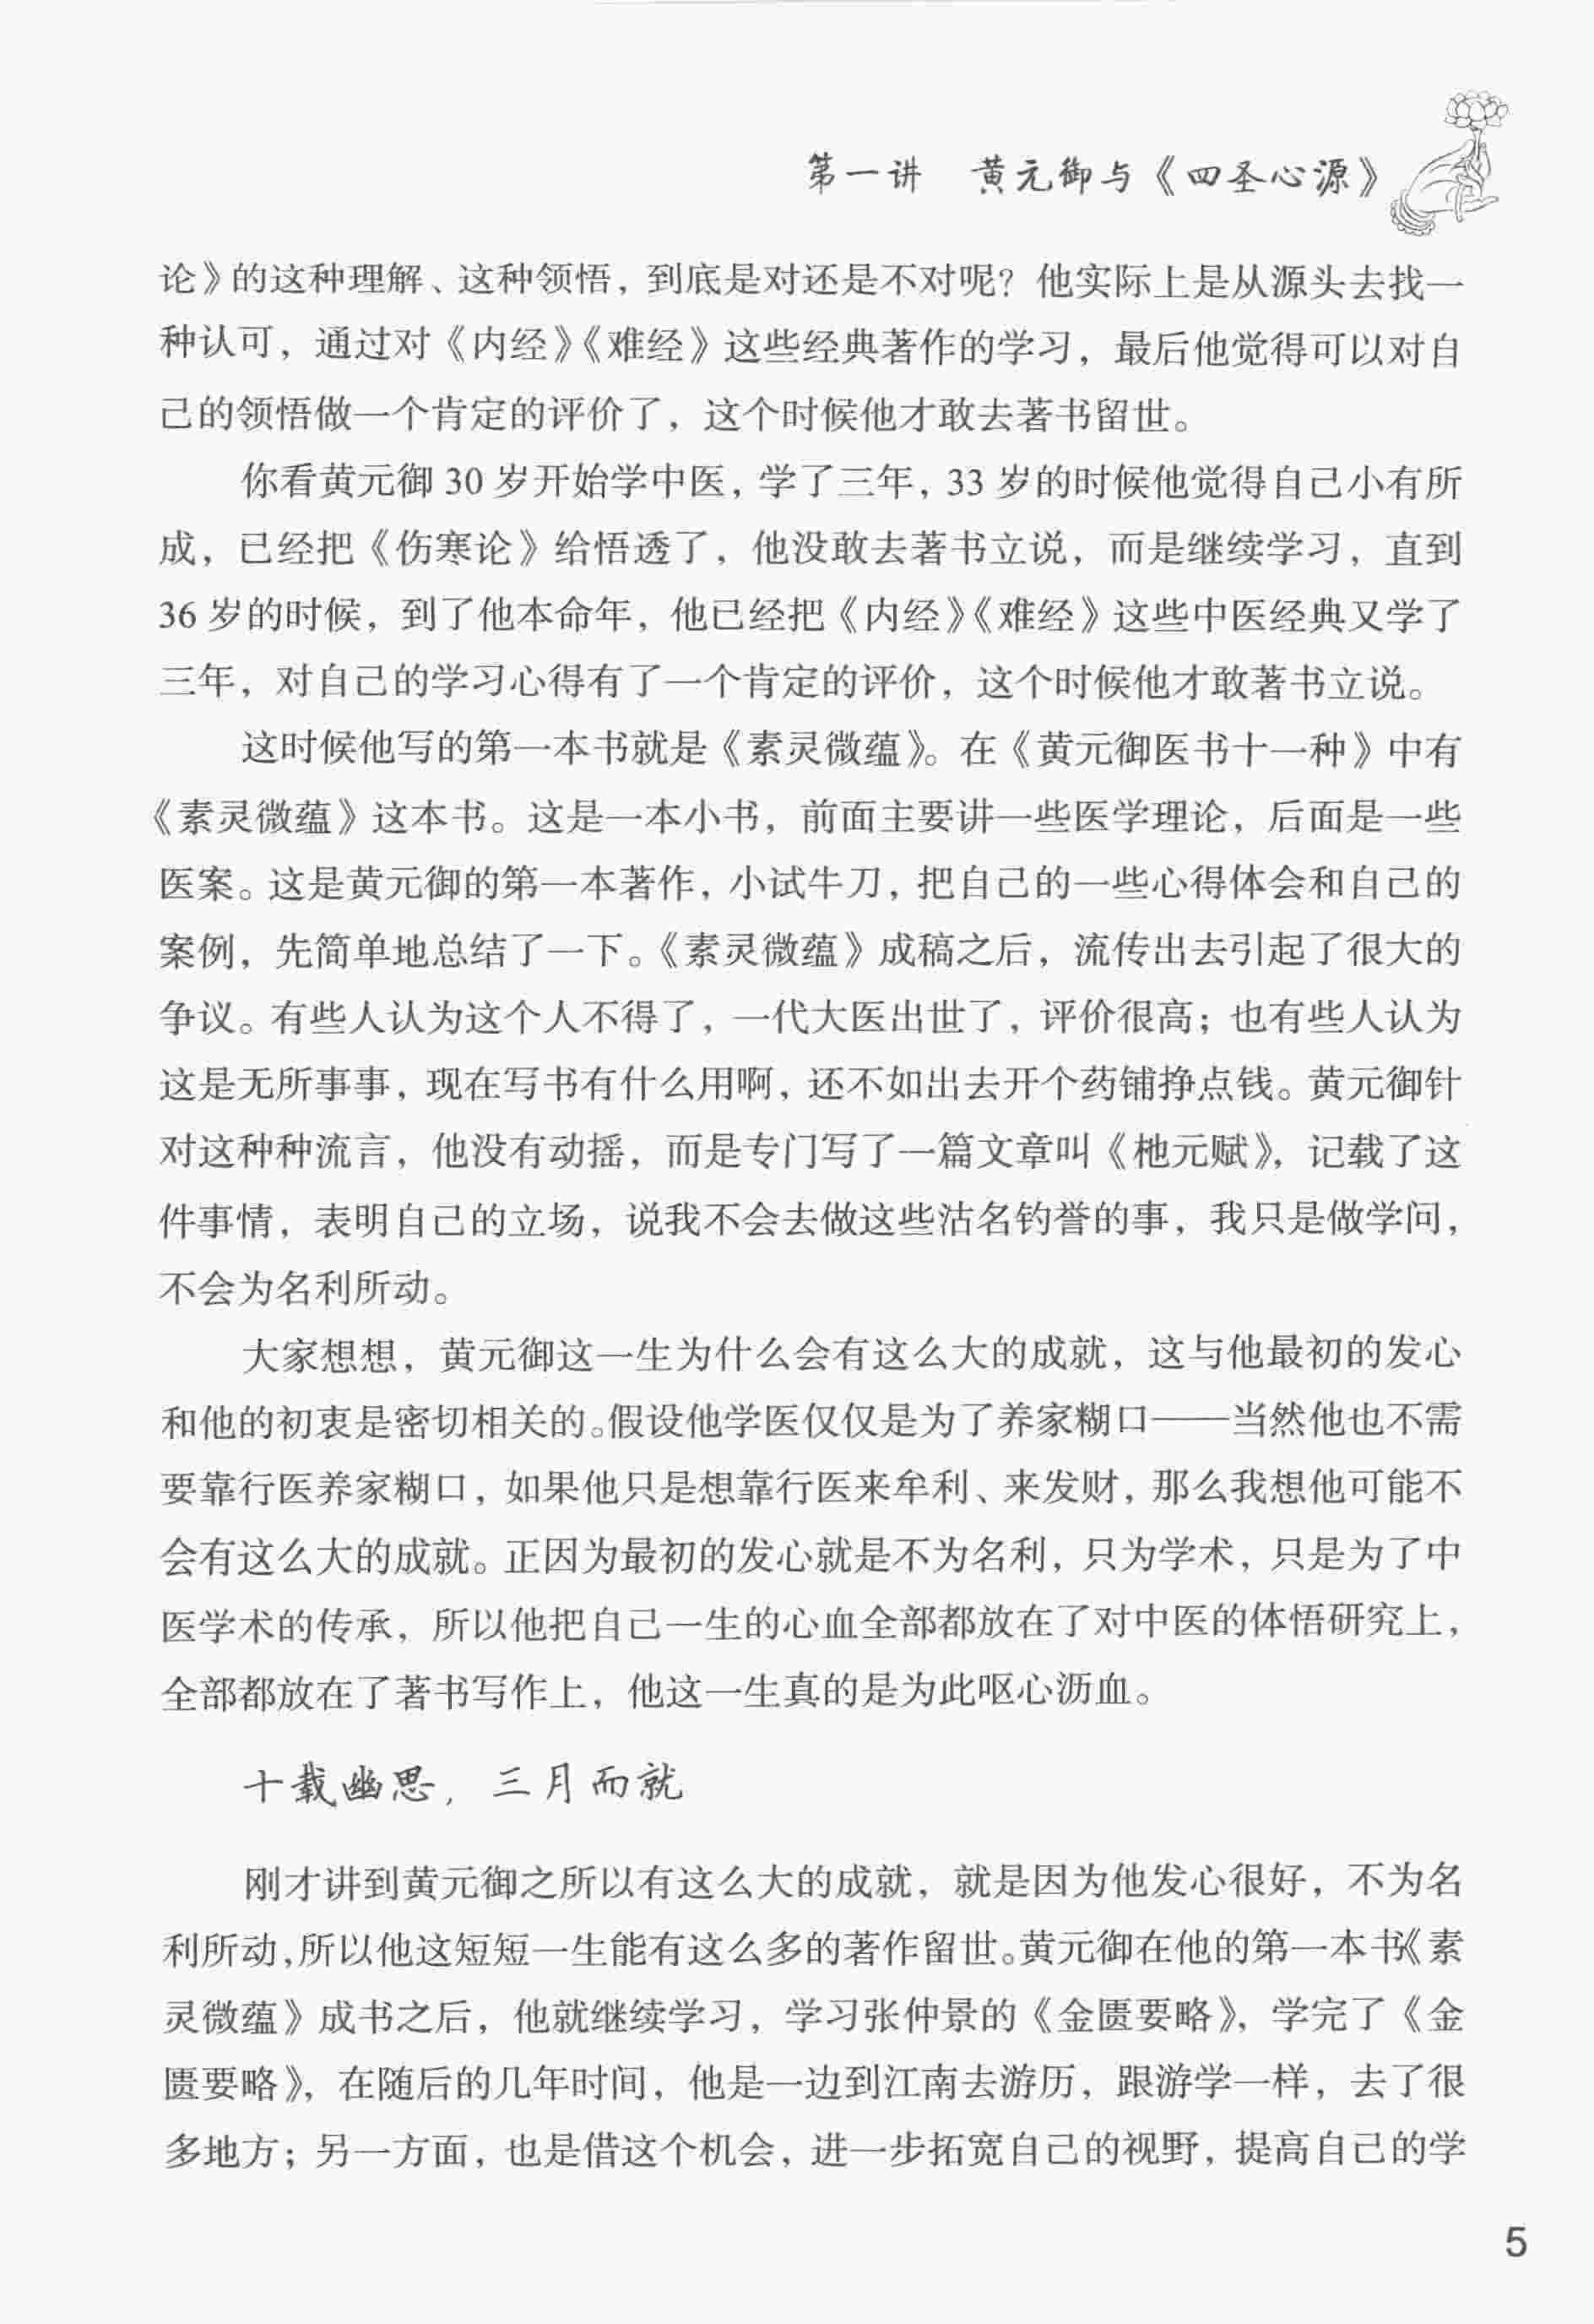 第一讲 黄元御与《四圣心源》
论》的这种理解、这种领悟，到底是对还是不对呢？他实际上是从源头去找一
种认可，通过对《内经》《难经》这些经典著作的学习，最后他觉得可以对自
己的领悟做一个肯定的评价了，这个时候他才敢去著书留世。
你看黄元御 30 岁开始学中医，学了三年，33 岁的时候他觉得自己小有所
成，已经把《伤寒论》给悟透了，他没敢去著书立说，而是继续学习，直到
36 岁的时候，到了他本命年，他已经把《内经》《难经》这些中医经典又学了
三年，对自己的学习心得有了一个肯定的评价，这个时候他才敢著书立说。
这时候他写的第一本书就是《素灵微蕴》。在《黄元御医书十一种》中有
《素灵微蕴》这本书。这是一本小书，前面主要讲一些医学理论，后面是一些
医案。这是黄元御的第一本著作，小试牛刀，把自己的一些心得体会和自己的
案例，先简单地总结了一下。《素灵微蕴》成稿之后，流传出去引起了很大的
争议。有些人认为这个人不得了，一代大医出世了，评价很高；也有些人认为
这是无所事事，现在写书有什么用啊，还不如出去开个药铺挣点钱。黄元御针
对这种种流言，他没有动摇，而是专门写了一篇文章叫《杝元赋》，记载了这
件事情，表明自己的立场，说我不会去做这些沽名钓誉的事，我只是做学问，
不会为名利所动。
大家想想，黄元御这一生为什么会有这么大的成就，这与他最初的发心
和他的初衷是密切相关的。假设他学医仅仅是为了养家糊口——当然他也不需
要靠行医养家糊口，如果他只是想靠行医来牟利、来发财，那么我想他可能不
会有这么大的成就。正因为最初的发心就是不为名利，只为学术，只是为了中
医学术的传承，所以他把自己一生的心血全部都放在了对中医的体悟研究上，
全部都放在了著书写作上，他这一生真的是为此呕心沥血。
十载幽思，三月而就
刚才讲到黄元御之所以有这么大的成就，就是因为他发心很好，不为名
利所动，所以他这短短一生能有这么多的著作留世。黄元御在他的第一本书《素
灵微蕴》成书之后，他就继续学习，学习张仲景的《金匮要略》，学完了《金
匮要略》，在随后的几年时间，他是一边到江南去游历，跟游学一样，去了很
多地方；另一方面，也是借这个机会，进一步拓宽自己的视野，提高自己的学
5